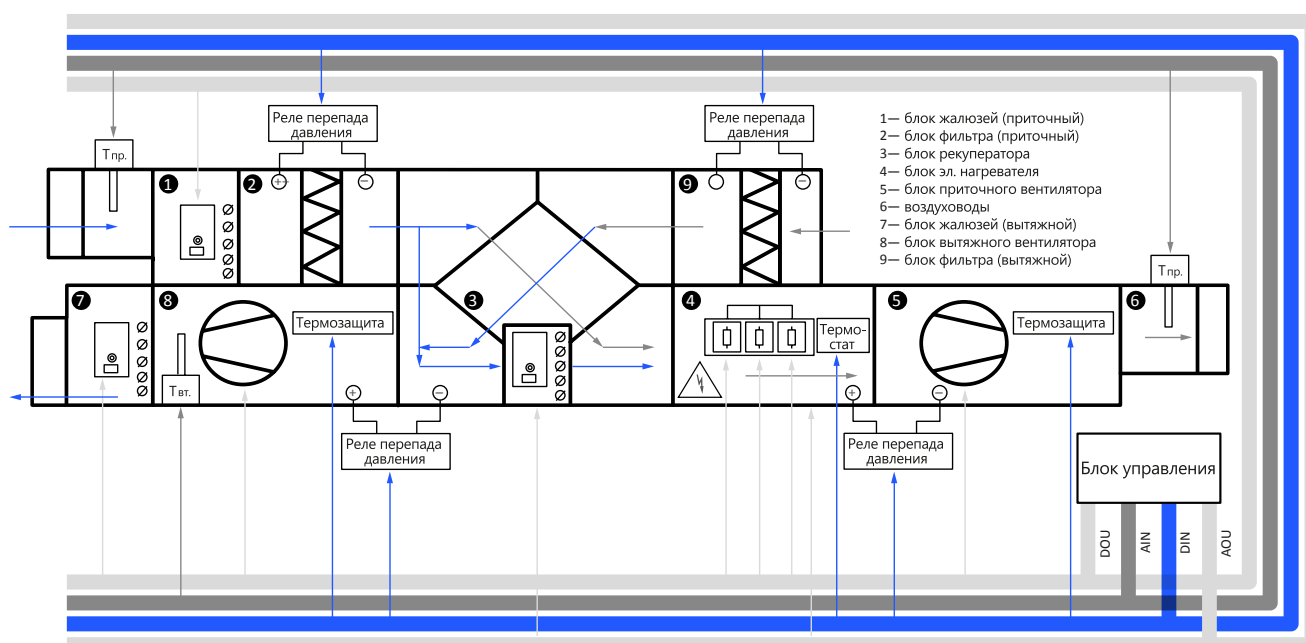 Реле перепада
давления
Реле перепада
давления
1— блок жалюзей (приточный)
2— блок фильтра (приточный)
3— блок рекуператора
4— блок эл. нагревателя
5— блок приточного вентилятора
6— воздуховоды
7— блок жалюзей (вытяжной)
8— блок вытяжного вентилятора
9— блок фильтра (вытяжной)
Tпр.
1
2
9
Tпр.
7
8
3
4
5
6
Термозащита
Термо-
стат
Термозащита
Tвт.
Реле перепада
давления
Реле перепада
давления
Блок управления
DOU
AIN
DIN
AOU